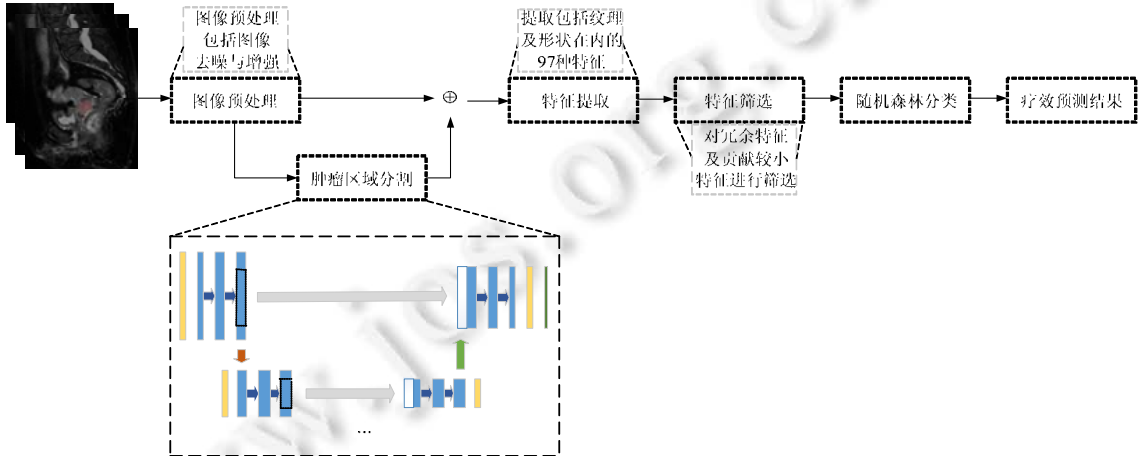 图像预处理
包括图像
去噪与增强
提取包括纹理
及形状在内的
97种特征
图像预处理
⊕
特征提取
特征筛选
随机森林分类
疗效预测结果
对冗余特征
及贡献较小
特征进行筛选
肿瘤区域分割
...
www.jos.org.cn